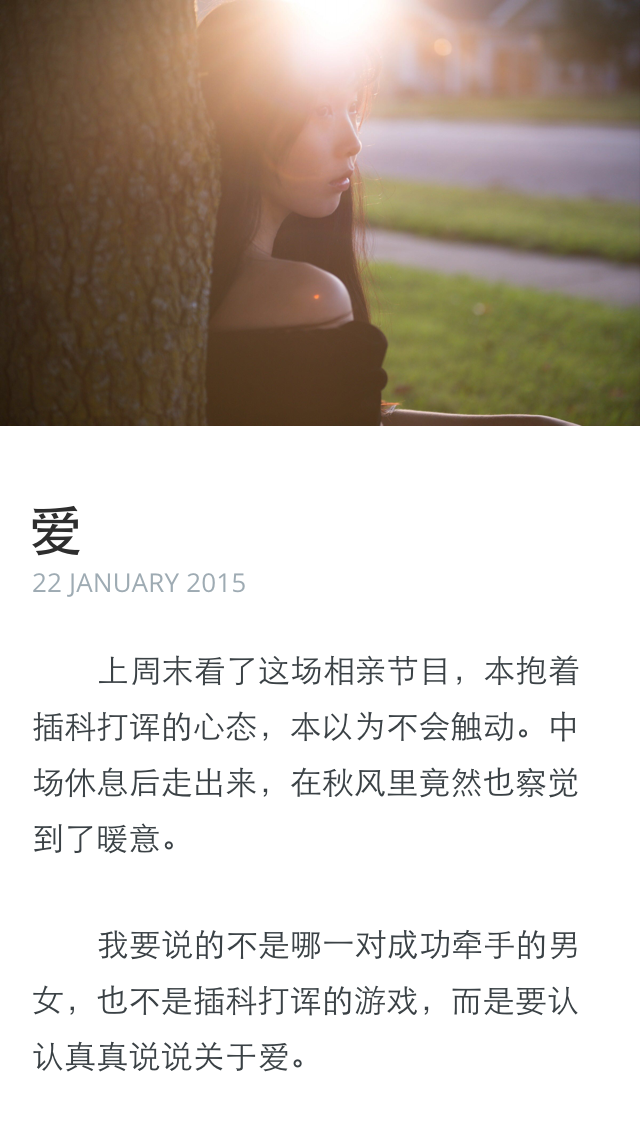 爱
22 JANUARY 2015
上周末看了这场相亲节目，本抱着
插科打诨的心态，本以为不会触动。中
场休息后走出来，在秋风里竟然也察觉
到了暖意。
我要说的不是哪一对成功牵手的男
女，也不是插科打诨的游戏，而是要认
认真真说说关于爱。